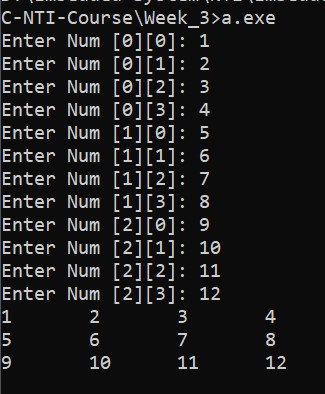 C-NTI-Course\Week_3>a.exe
Enter Num [0][0]: 1
Enter Num [0][1]: 2
Enter Num [0][2]: 3
Enter Num [0][3]: 4
Enter Num [1][0]: 5
Enter Num [1][1]: 6
Enter Num [1][2]: 7
Enter Num [1][3]: 8
Enter Num [2][0]: 9
Enter Num [2][1]: 10
Enter Num [2][2]: 11
Enter Num [2][3]: 12
1 2 3 4
5 6 7 8
9 10 11 12